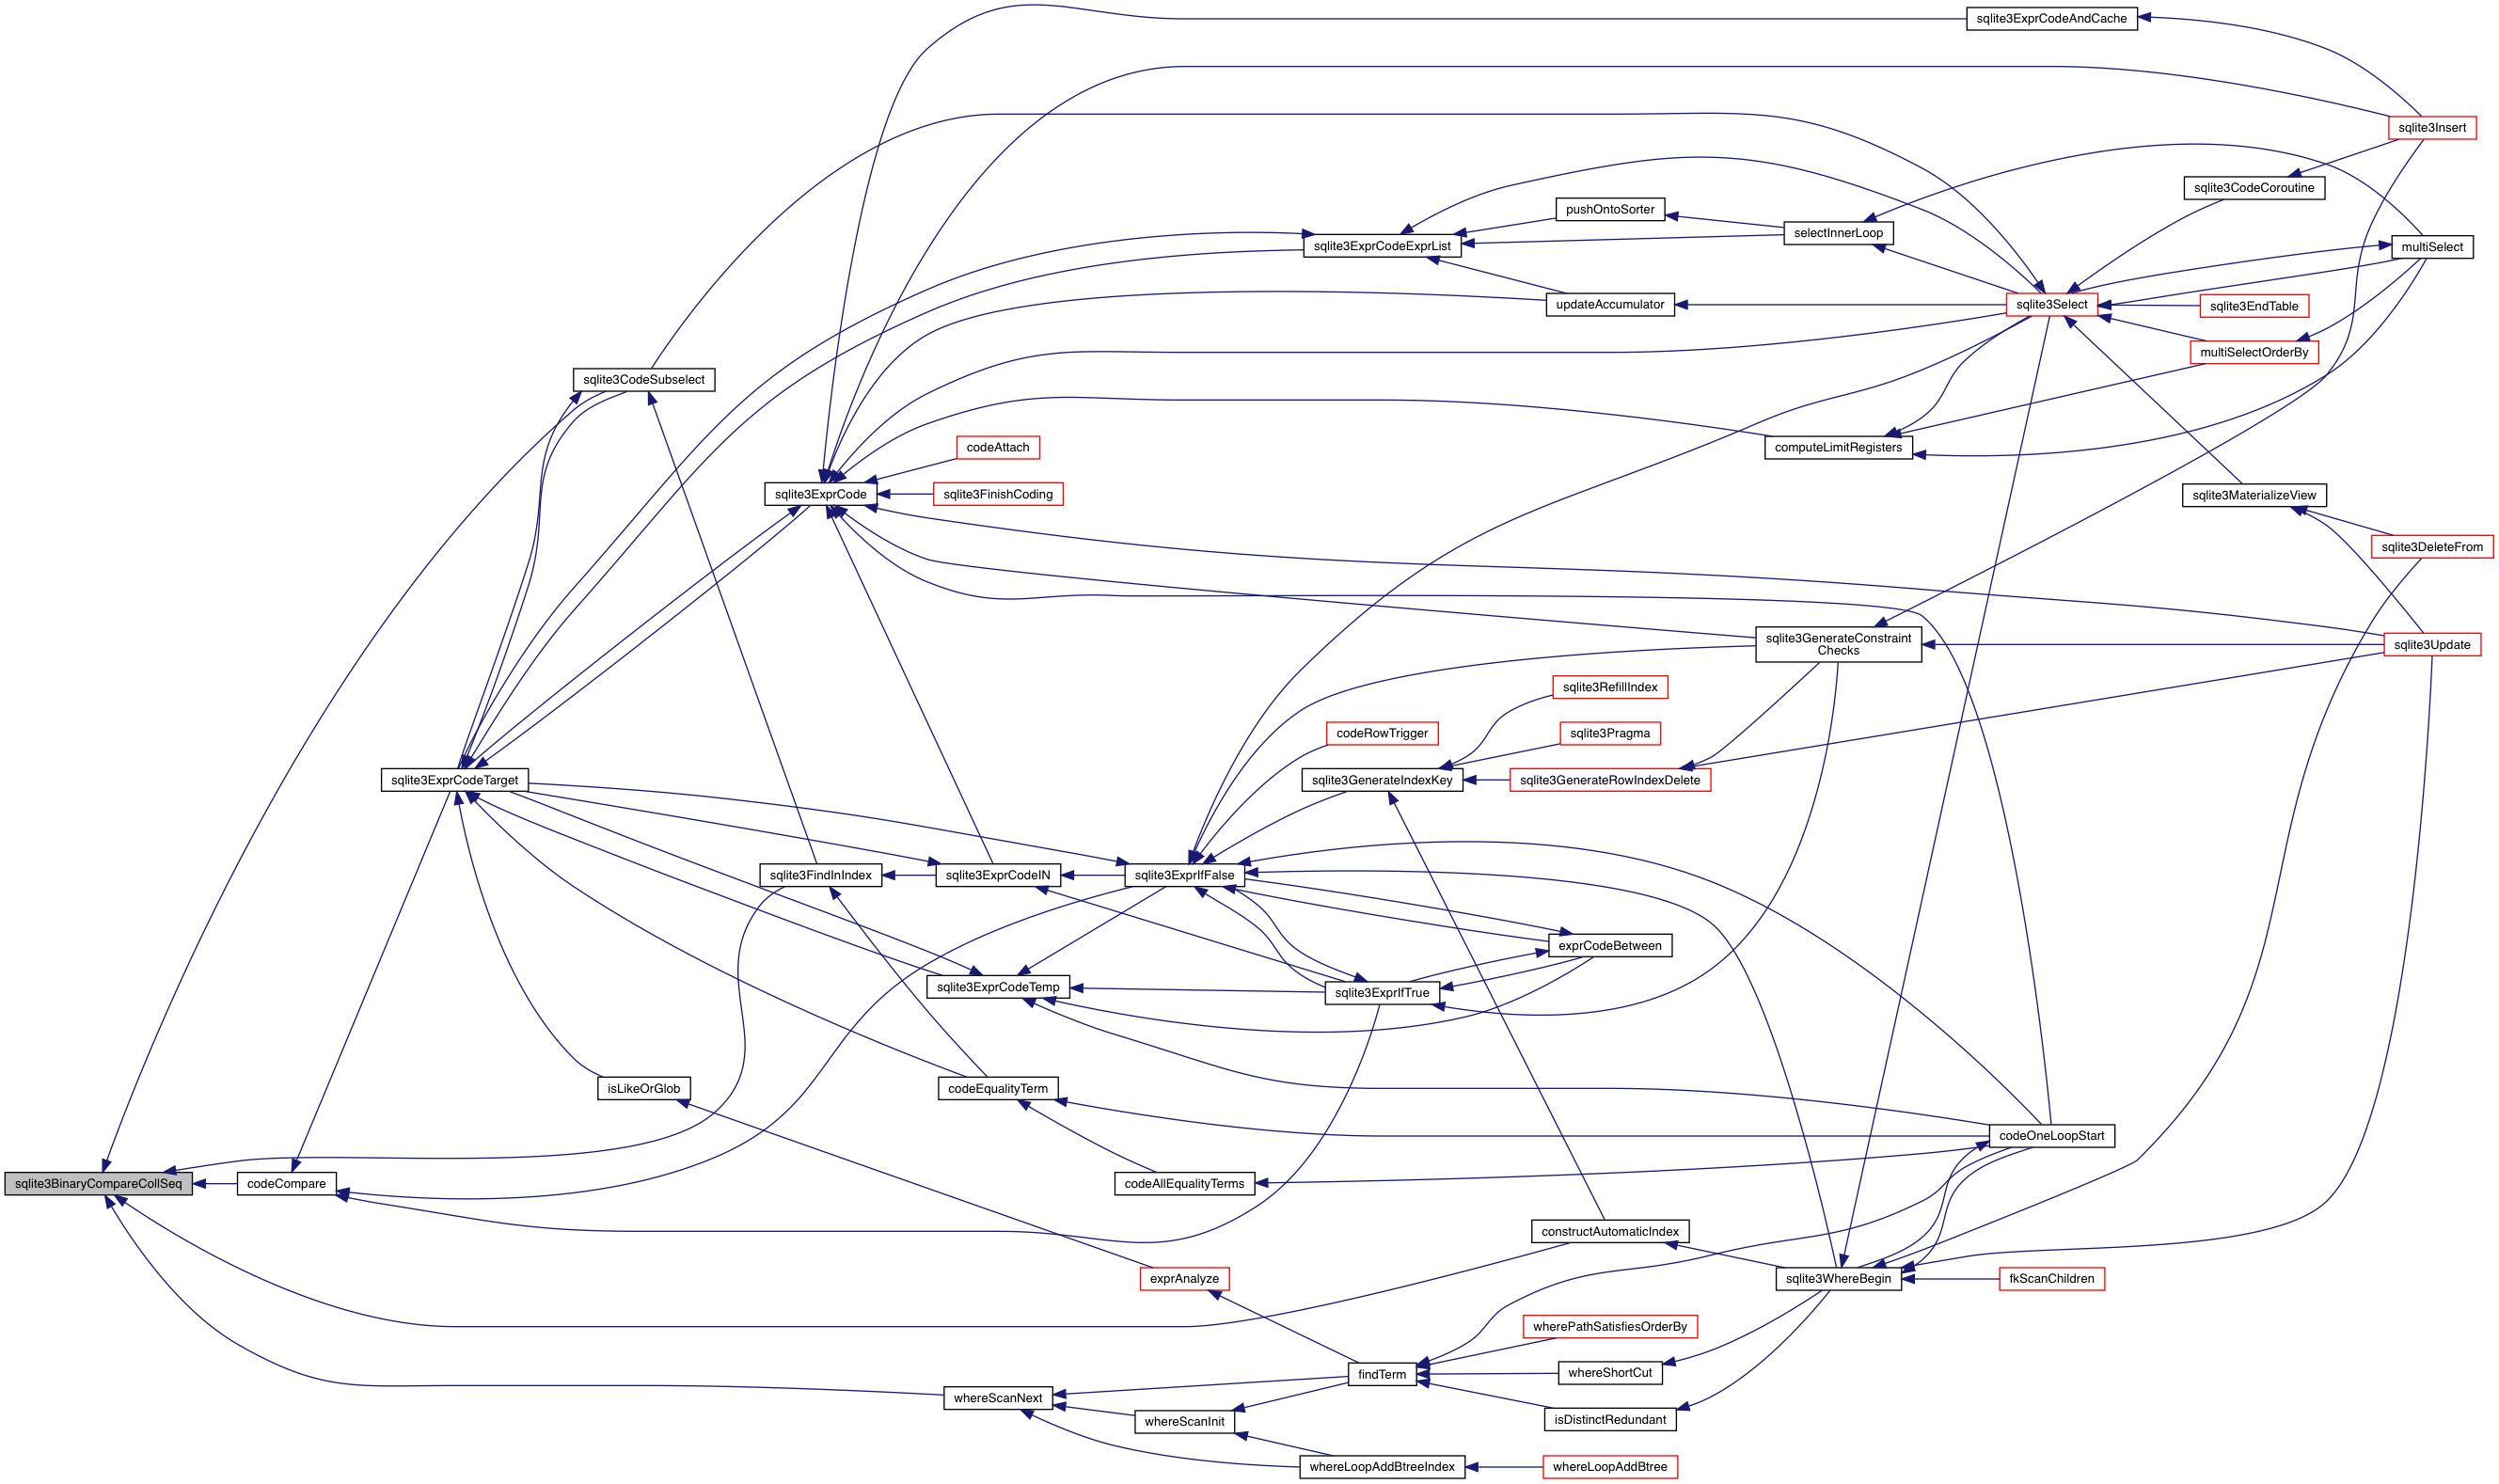 sqlite3ExprCodeAndCache
sqlite3Insert
sqlite3CodeCoroutine
pushOntoSorter
selectInnerLoop
sqlite3ExprCodeExprList
multiSelect
updateAccumulator
sqlite3Select
sqlite3EndTable
multiSelectOrderBy
sqlite3CodeSubselect
codeAttach
computeLimitRegisters
sqlite3ExprCode
sqlite3FinishCoding
sqlite3MaterializeView
sqlite3DeleteFrom
sqlite3GenerateConstraint
Checks
sqlite3Update
sqlite3RefillIndex
codeRowTrigger
sqlite3Pragma
sqlite3ExprCodeTarget
sqlite3GenerateIndexKey
sqlite3GenerateRowIndexDelete
sqlite3FindInIndex
sqlite3ExprCodeIN
sqlite3ExprIfFalse
exprCodeBetween
sqlite3ExprCodeTemp
sqlite3ExprIfTrue
isLikeOrGlob
codeEqualityTerm
codeOneLoopStart
sqlite3BinaryCompareCollSeq
codeCompare
codeAllEqualityTerms
constructAutomaticIndex
exprAnalyze
sqlite3WhereBegin
fkScanChildren
wherePathSatisfiesOrderBy
findTerm
whereShortCut
whereScanNext
whereScanInit
isDistinctRedundant
whereLoopAddBtreeIndex
whereLoopAddBtree